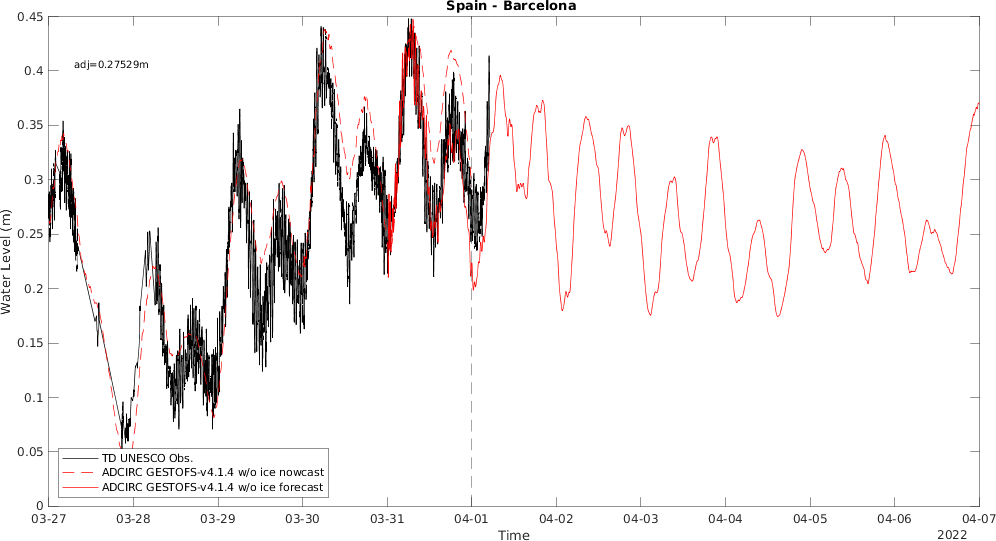 Spain - Barcelona
adj=0.27529m
0.45
0.4
0.35
0.3
0.25
0.2
0.15
0.1
0.05
0
Water Level (m)
TD UNESCO Obs.
ADCIRC GESTOFS-v4.1.4 w/o ice nowcast
ADCIRC GESTOFS-v4.1.4 w/o ice forecast
03-27 03-28 03-29 03-30 03-31 04-01 04-02 04-03 04-04 04-05 04-06 04-07
Time
2022